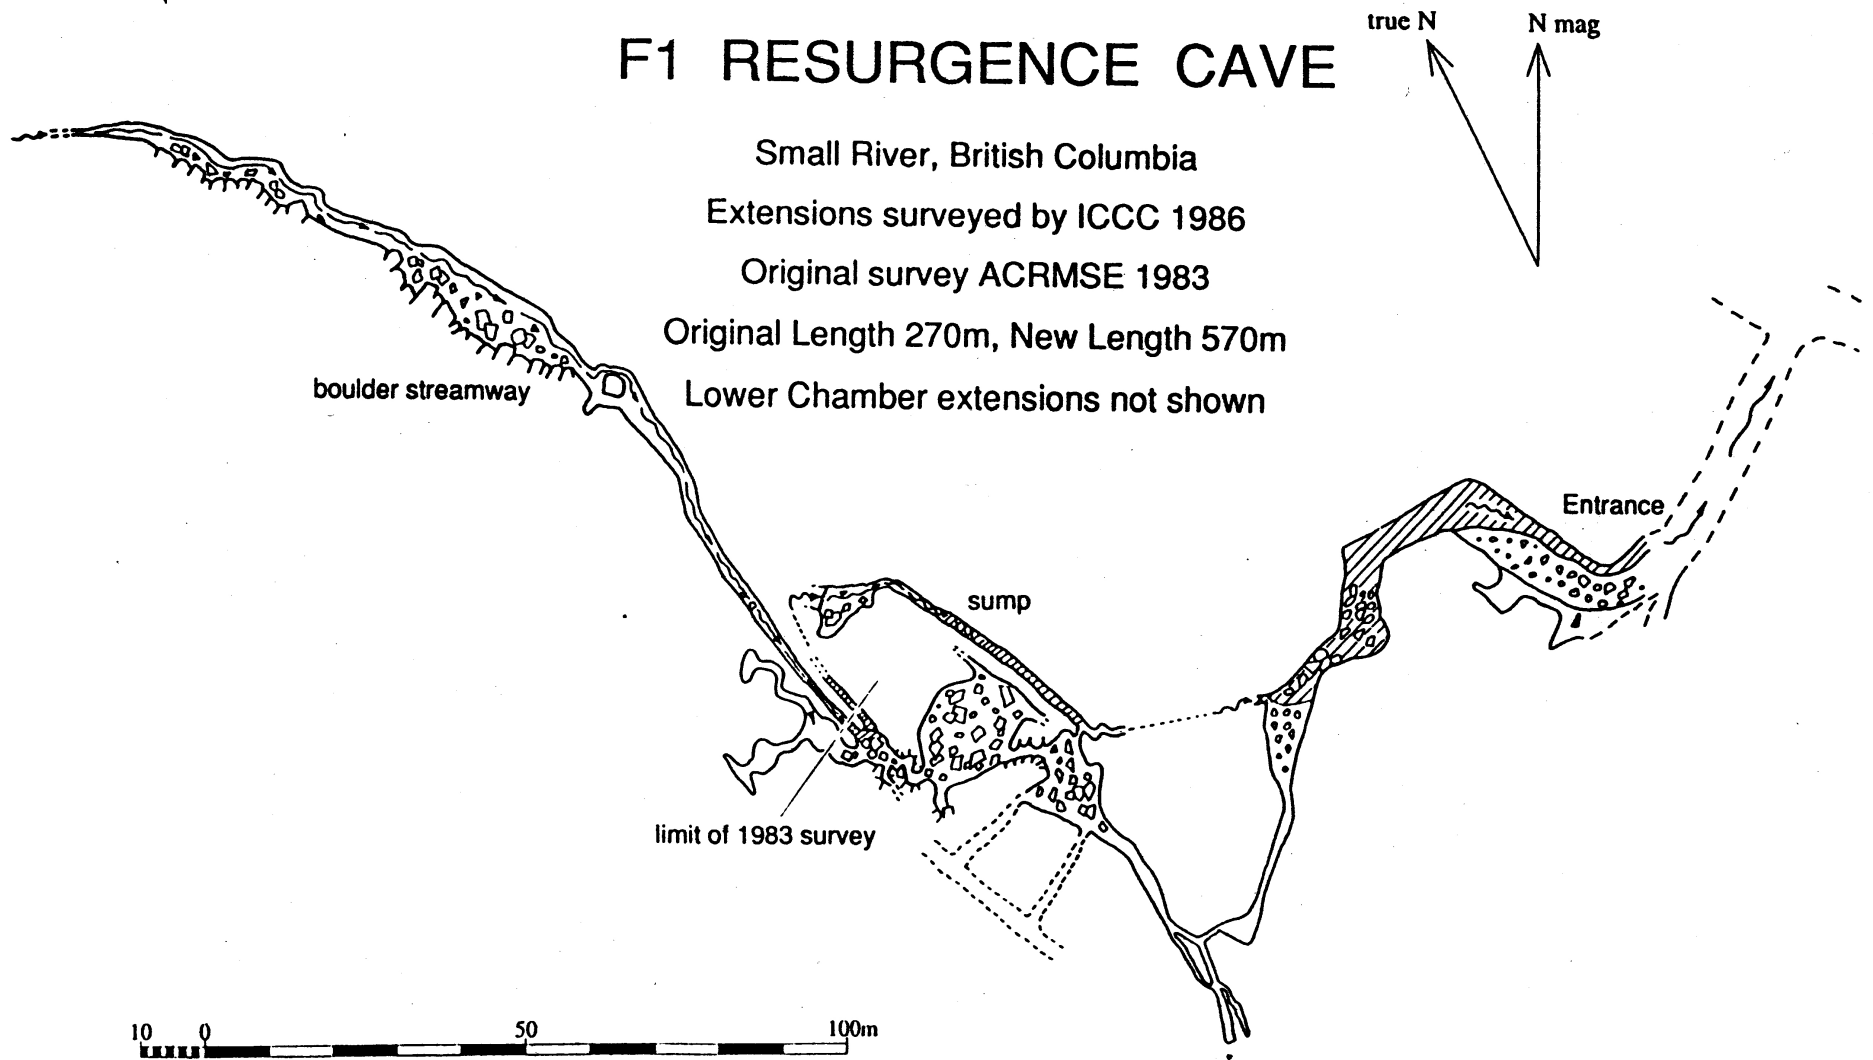 true N
N mag
F1 RESURGENCE CAVE
Small River, British Columbia
Extensions surveyed by ICCC 1986
Original survey ACRMSE 1983
Original Length 270m, New Length 570m
Lower Chamber extensions not shown
boulder streamway
Entrance
sump
limit of 1983 survey
10 0 50 100m